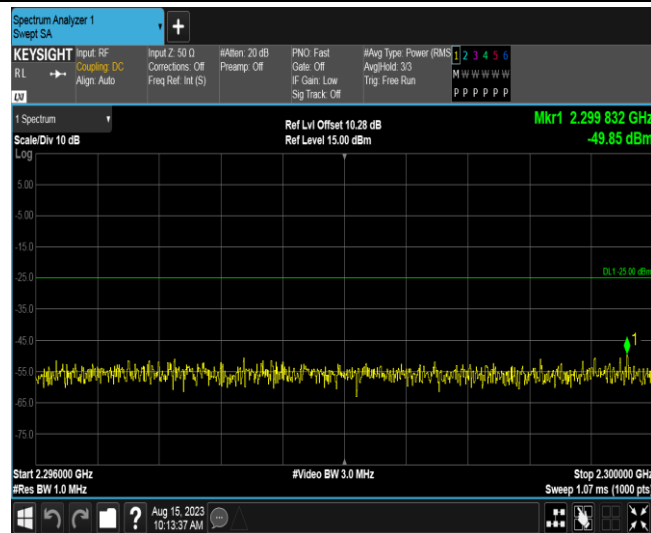 Spectrum Analyzer 1
Swept SA
+
KEYSIGHT
RL
LXI
Input: RF
Coupling: DC
Align: Auto
Input Z: 50 Ω
Corrections: Off
Freq Ref: Int (S)
#Atten: 20 dB
Preamp: Off
PNO: Fast
Gate: Off
IF Gain: Low
Sig Track: Off
#Avg Type: Power (RMS
Avg|Hold: 3/3
Trig: Free Run
1 2 3 4 5 6
M W W W W W
P P P P P P
1 Spectrum
Scale/Div 10 dB
Log
Ref Lvl Offset 10.28 dB
Ref Level 15.00 dBm
Mkr1 2.299 832 GHz
-49.85 dBm
5.00
-5.00
-15.0
-25.0
DL1 -25.00 dBm
-35.0
-45.0
1
-55.0
-65.0
-75.0
Start 2.296000 GHz
#Video BW 3.0 MHz
Stop 2.300000 GHz
#Res BW 1.0 MHz
Sweep 1.07 ms (1000 pts)
?
Aug 15, 2023
10:13:37 AM